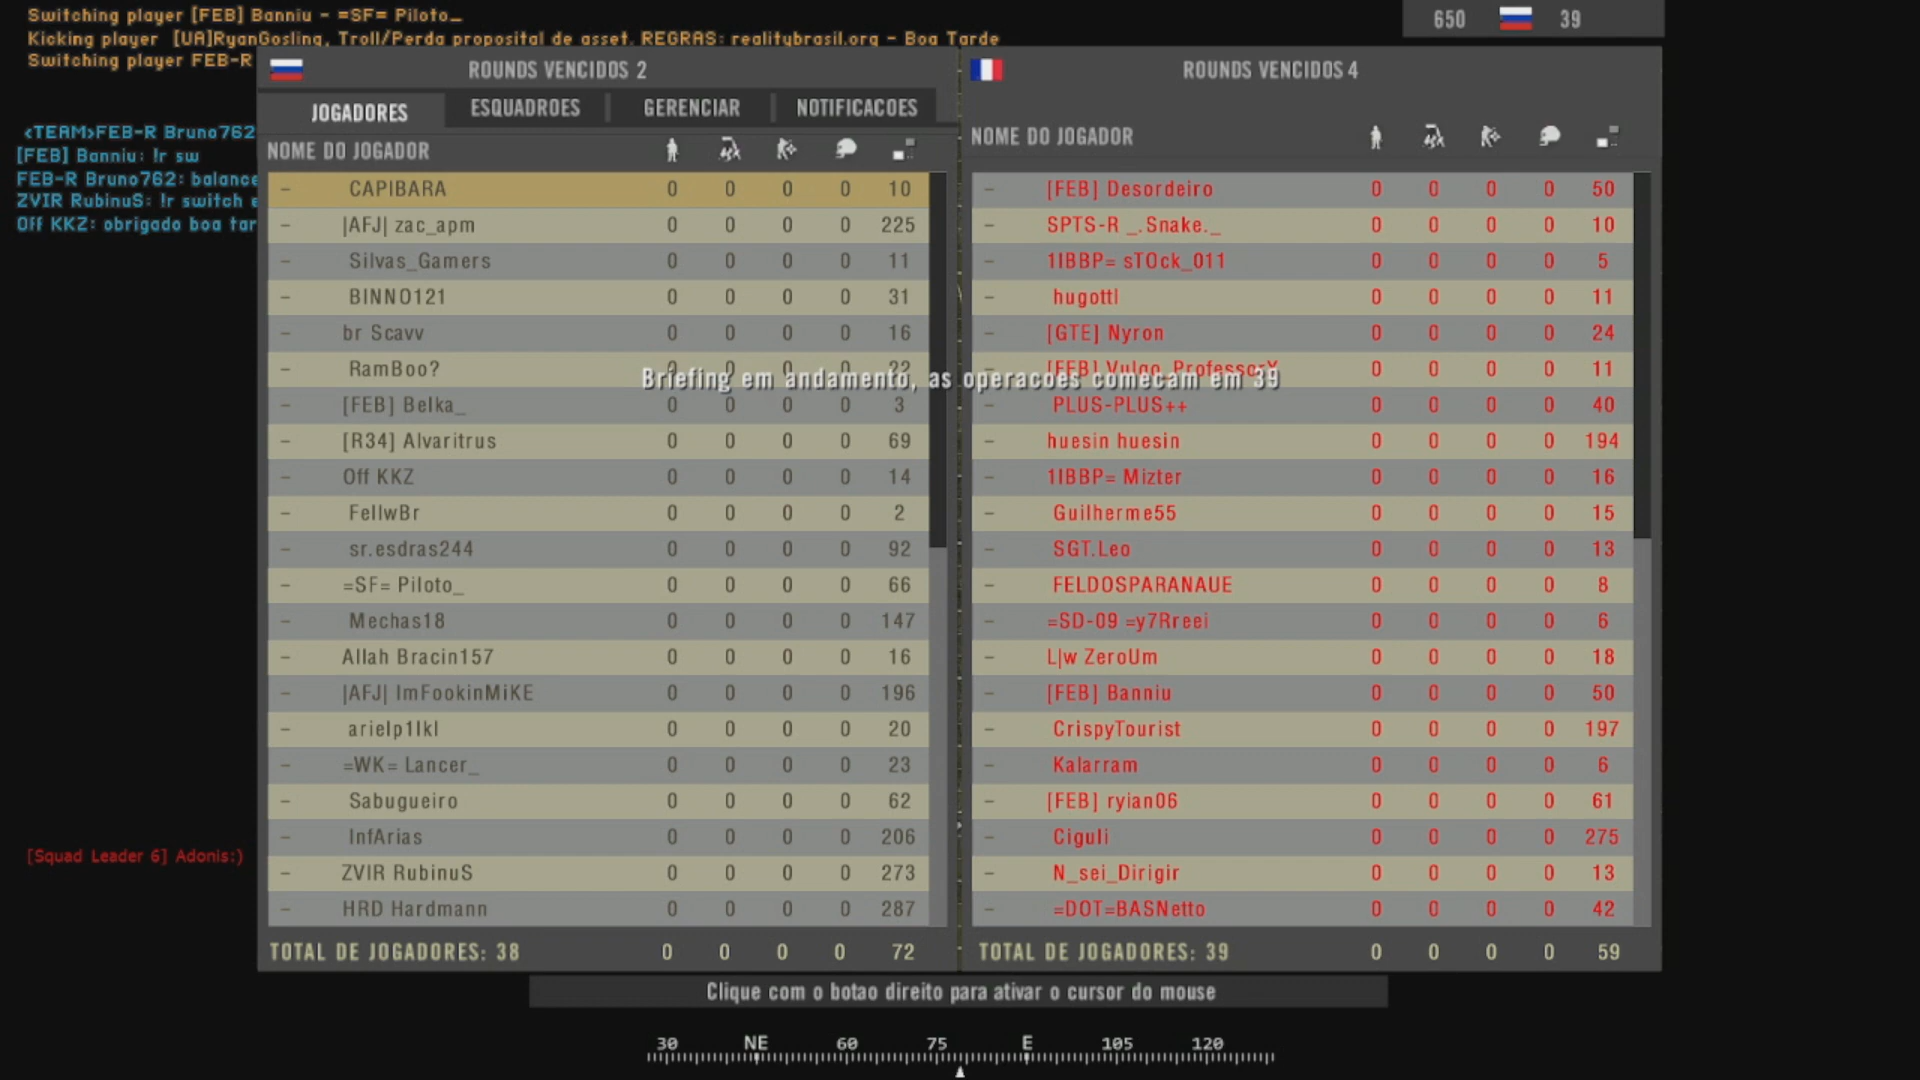 Switching player [FEB] Banniu - =SF= Piloto_
Kicking player [UA]RyanGosling, Troll/Perda proposital de asset. REGRAS: realitybrasil.org - Boa Tarde
Switching player FEB-R
650 39
<TEAM>FEB-R Bruno762
[FEB] Banniu: !r sw
FEB-R Bruno762: balance
ZVIR RubinuS: !r switch
Off KKZ: obrigado boa tar
[Squad Leader 6] Adonis:)
ROUNDS VENCIDOS 2
JOGADORES ESQUADROES GERENCIAR NOTIFICACOES
NOME DO JOGADOR
- CAPIBARA 0 0 0 0 10
- |AFJ| zac_apm 0 0 0 0 225
- Silvas_Gamers 0 0 0 0 11
- BINNO121 0 0 0 0 31
- br Scavv 0 0 0 0 16
- RamBoo? 0 0 0 0 22
- [FEB] Belka_ 0 0 0 0 3
- [R34] Alvaritrus 0 0 0 0 69
- Off KKZ 0 0 0 0 14
- FellwBr 0 0 0 0 2
- sr.esdras244 0 0 0 0 92
- =SF= Piloto_ 0 0 0 0 66
- Mechas18 0 0 0 0 147
- Allah Bracin157 0 0 0 0 16
- |AFJ| ImFookinMiKE 0 0 0 0 196
- arielp1lkl 0 0 0 0 20
- =WK= Lancer_ 0 0 0 0 23
- Sabugueiro 0 0 0 0 62
- InfArias 0 0 0 0 206
- ZVIR RubinuS 0 0 0 0 273
- HRD Hardmann 0 0 0 0 287
TOTAL DE JOGADORES: 38 0 0 0 0 72
ROUNDS VENCIDOS 4
NOME DO JOGADOR
- [FEB] Desordeiro 0 0 0 0 50
- SPTS-R _.Snake._ 0 0 0 0 10
- 1IBBP= sTOck_011 0 0 0 0 5
- hugottl 0 0 0 0 11
- [GTE] Nyron 0 0 0 0 24
- [FEB] Vulgo_ProfessorX 0 0 0 0 11
- PLUS-PLUS++ 0 0 0 0 40
- huesin huesin 0 0 0 0 194
- 1IBBP= Mizter 0 0 0 0 16
- Guilherme55 0 0 0 0 15
- SGT.Leo 0 0 0 0 13
- FELDOSPARANAUE 0 0 0 0 8
- =SD-09 =y7Rreei 0 0 0 0 6
- L|w ZeroUm 0 0 0 0 18
- [FEB] Banniu 0 0 0 0 50
- CrispyTourist 0 0 0 0 197
- Kalarram 0 0 0 0 6
- [FEB] ryian06 0 0 0 0 61
- Ciguli 0 0 0 0 275
- N_sei_Dirigir 0 0 0 0 13
- =DOT=BASNetto 0 0 0 0 42
TOTAL DE JOGADORES: 39 0 0 0 0 59
Briefing em andamento, as operacoes comecam em 39
Clique com o botao direito para ativar o cursor do mouse
30 NE 60 75 E 105 120